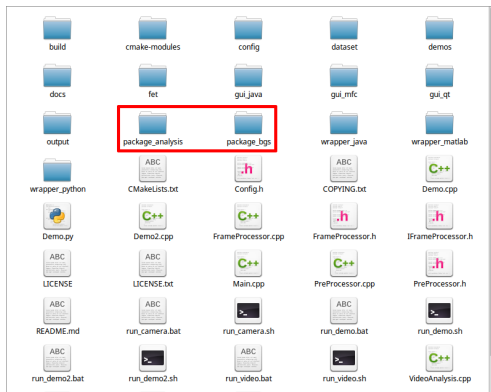 build cmake-modules config dataset demos
docs fet gui_java gui_mfc gui_qt
output package_analysis package_bgs wrapper_java wrapper_matlab
ABC .h ABC C++
wrapper_python CMakeLists.txt Config.h COPYING.txt Demo.cpp
C++ C++ .h .h
Demo.py Demo2.cpp FrameProcessor.cpp FrameProcessor.h IFrameProcessor.h
ABC ABC C++ C++ .h
LICENSE LICENSE.txt Main.cpp PreProcessor.cpp PreProcessor.h
ABC ABC >_ ABC >_
README.md run_camera.bat run_camera.sh run_demo.bat run_demo.sh
ABC >_ ABC >_ C++
run_demo2.bat run_demo2.sh run_video.bat run_video.sh VideoAnalysis.cpp